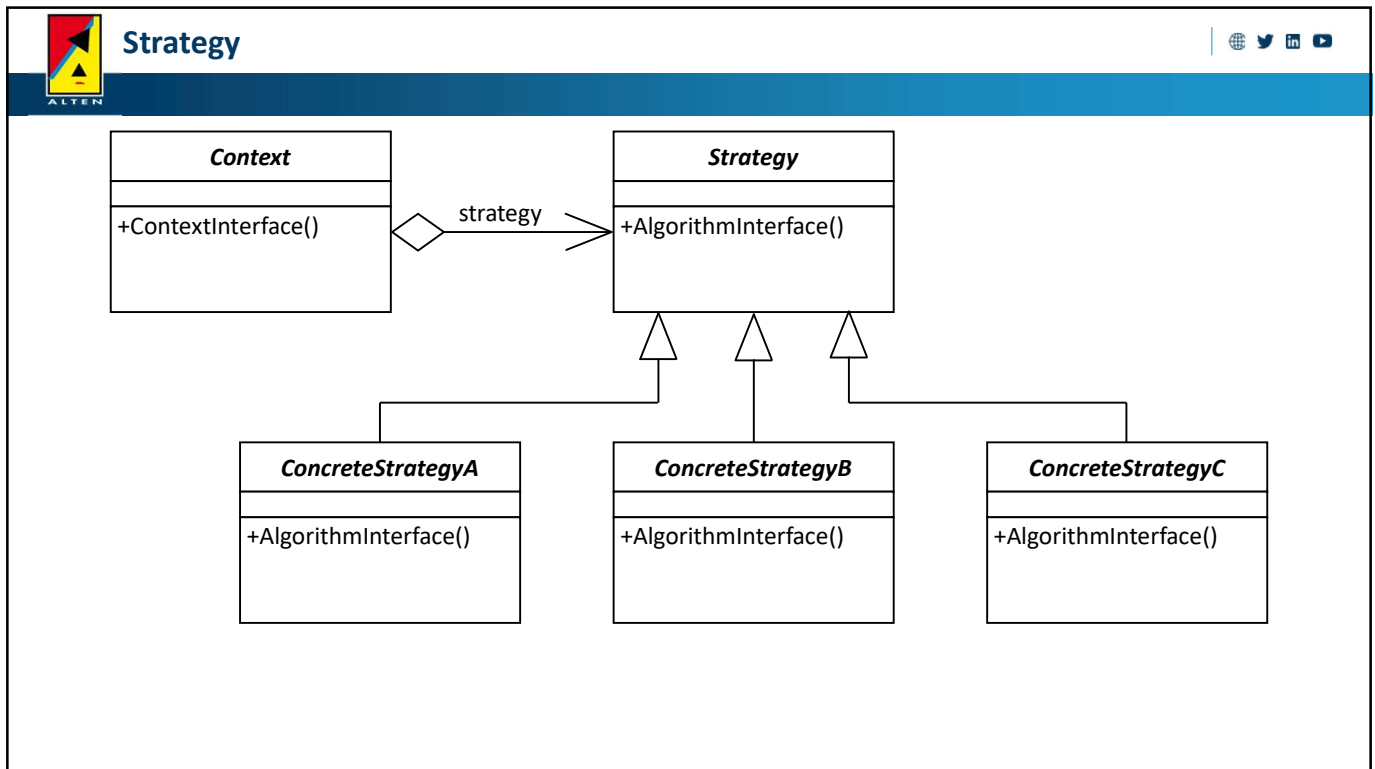 Strategy
ALTEN
Context
+ContextInterface()
strategy
Strategy
+AlgorithmInterface()
ConcreteStrategyA
+AlgorithmInterface()
ConcreteStrategyB
+AlgorithmInterface()
ConcreteStrategyC
+AlgorithmInterface()